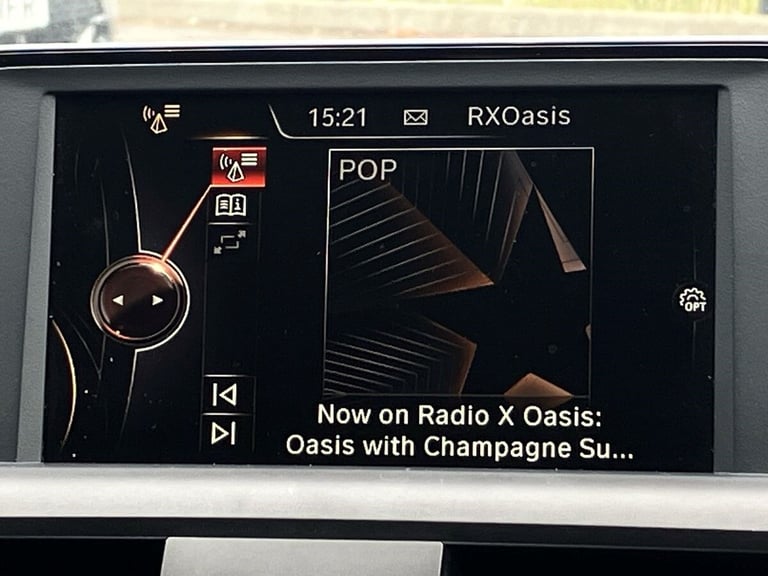 15:21 RXOasis
POP
OPT
Now on Radio X Oasis:
Oasis with Champagne Su...